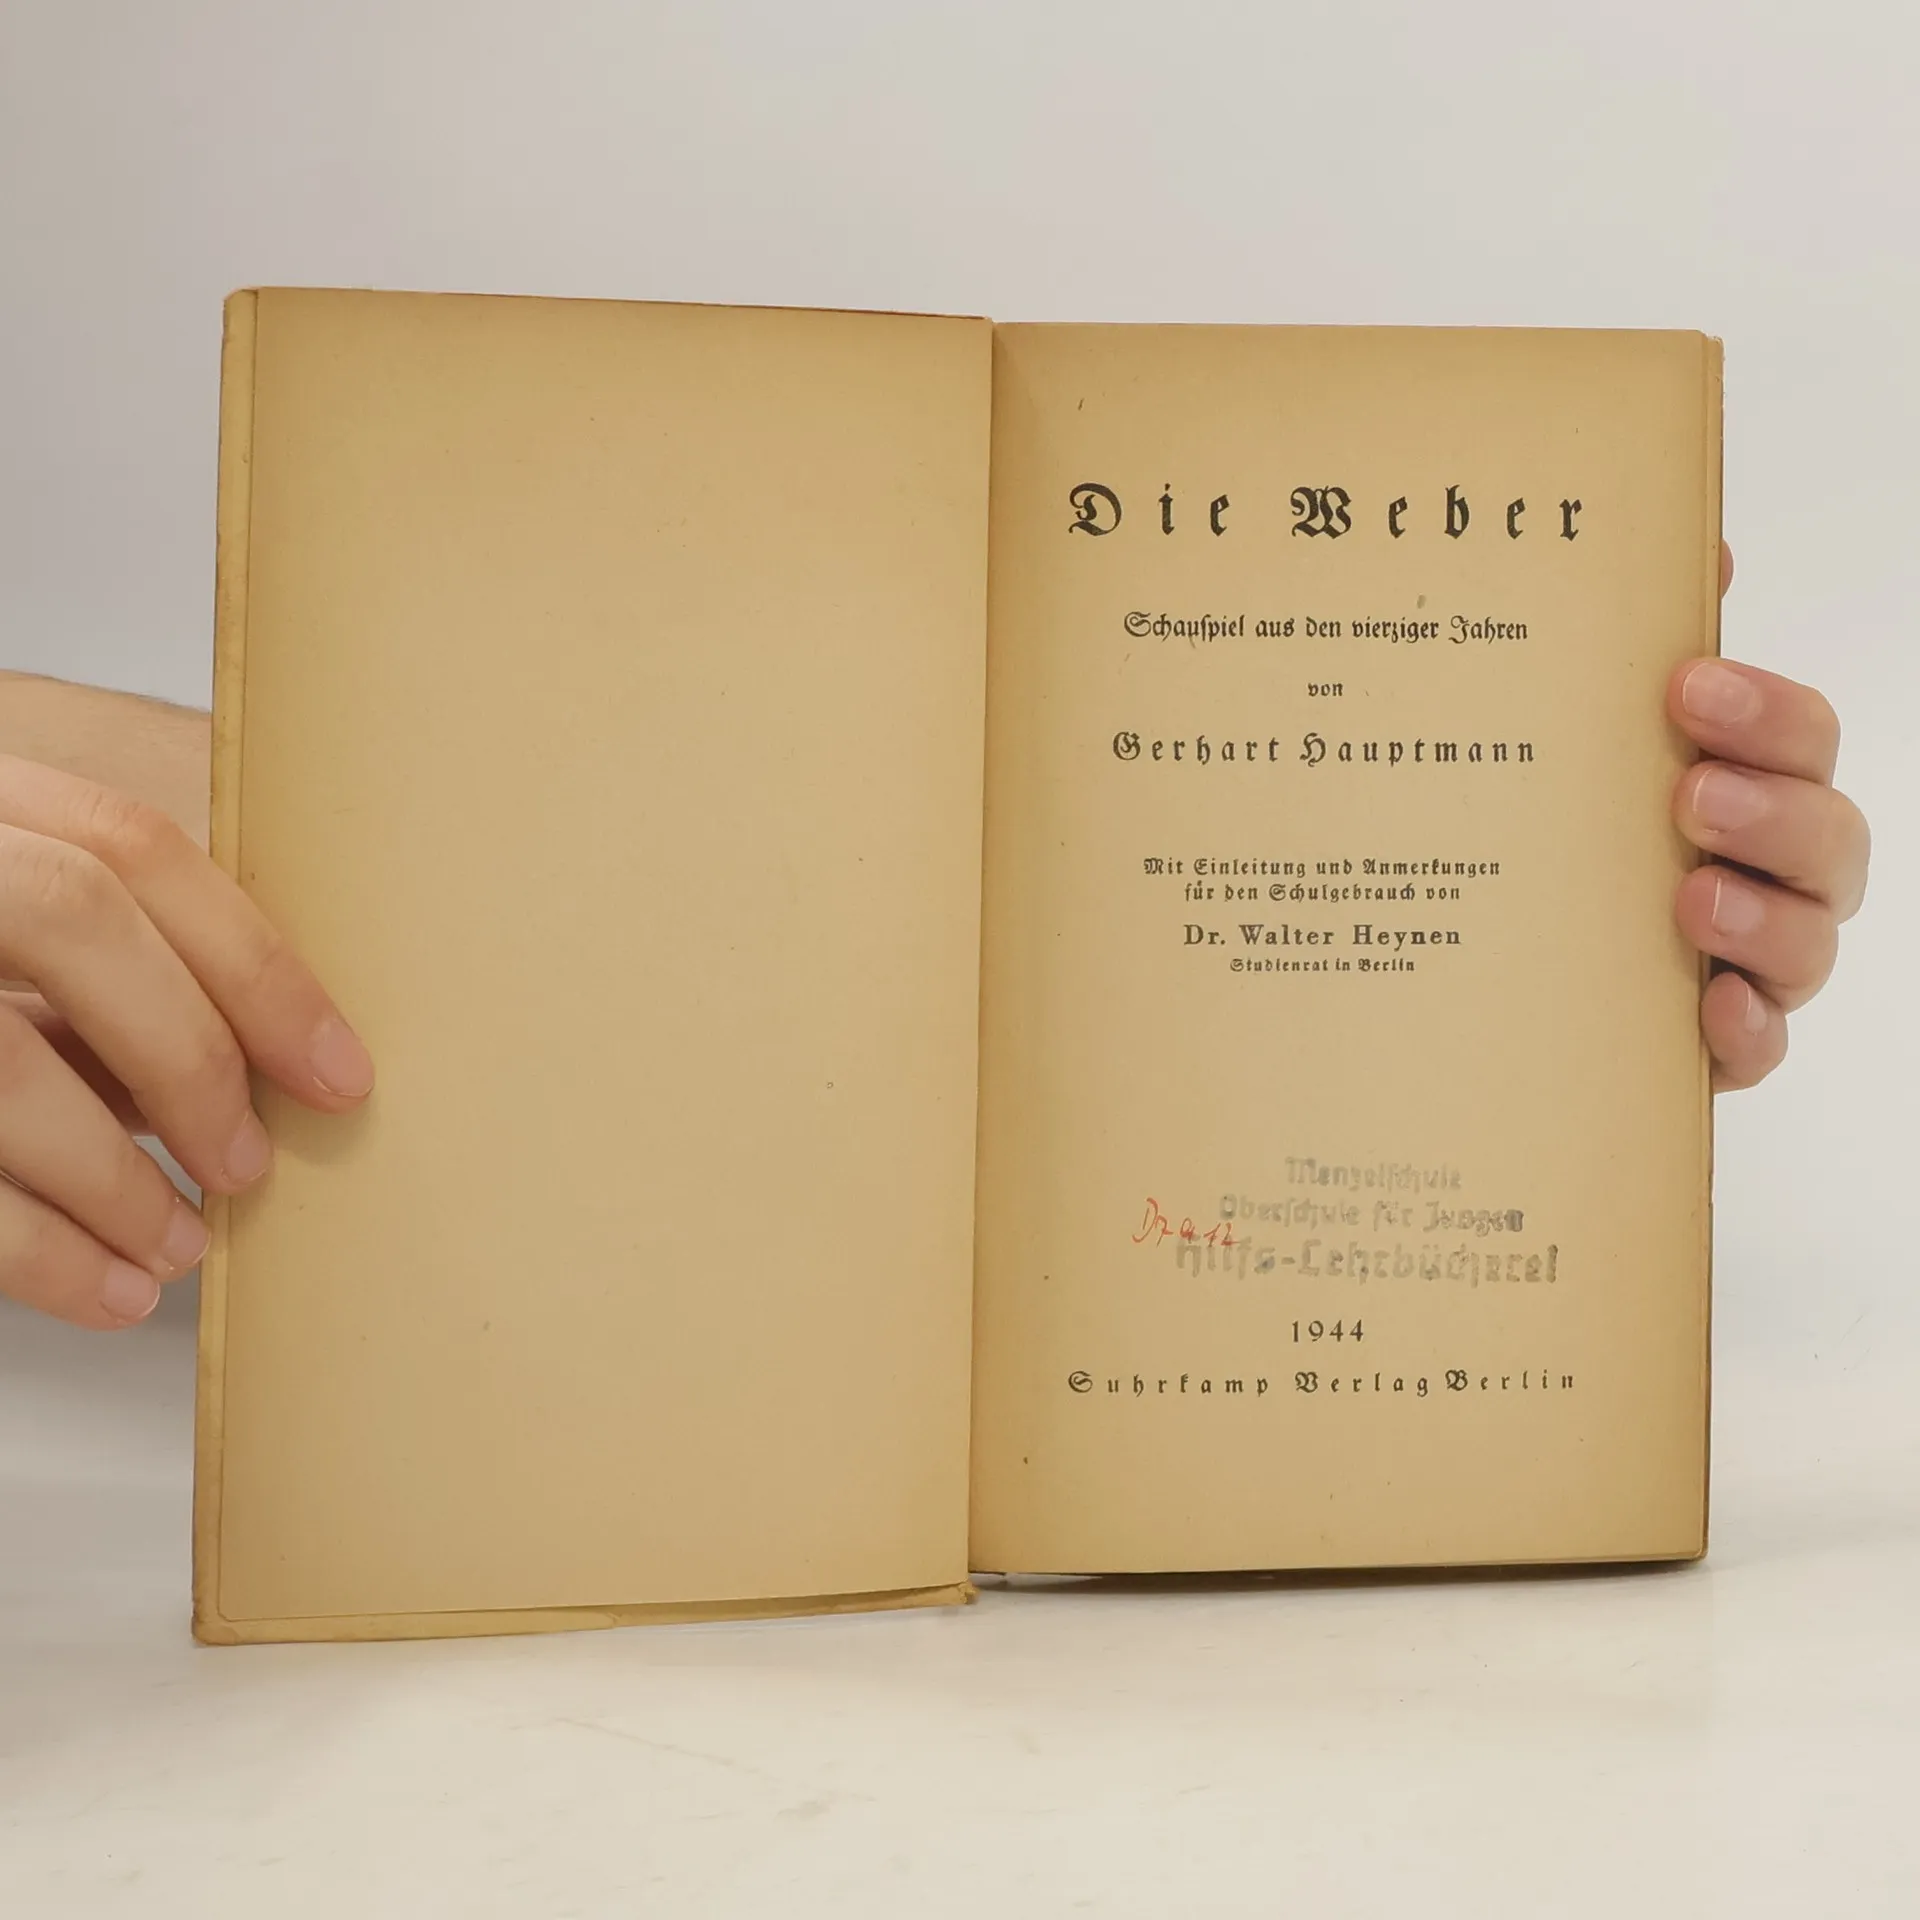 Die Weber
Schauſpiel aus den vierziger Jahren
von
Gerhart Hauptmann
Mit Einleitung und Anmerkungen
für den Schulgebrauch von
Dr. Walter Heynen
Studienrat in Berlin
Menzelſchule
Oberſchule für Jungen
Hilfs-Lehrbücherei
1944
Suhrkamp Verlag Berlin